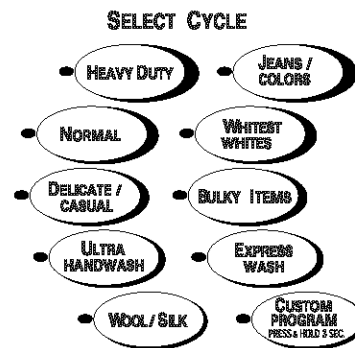 SELECT CYCLE
HEAVY DUTY
JEANS /
COLORS
NORMAL
WHITEST
WHITES
DELICATE /
CASUAL
BULKY ITEMS
ULTRA
HANDWASH
EXPRESS
WASH
WOOL / SILK
CUSTOM
PROGRAM
PRESS & HOLD 3 SEC.